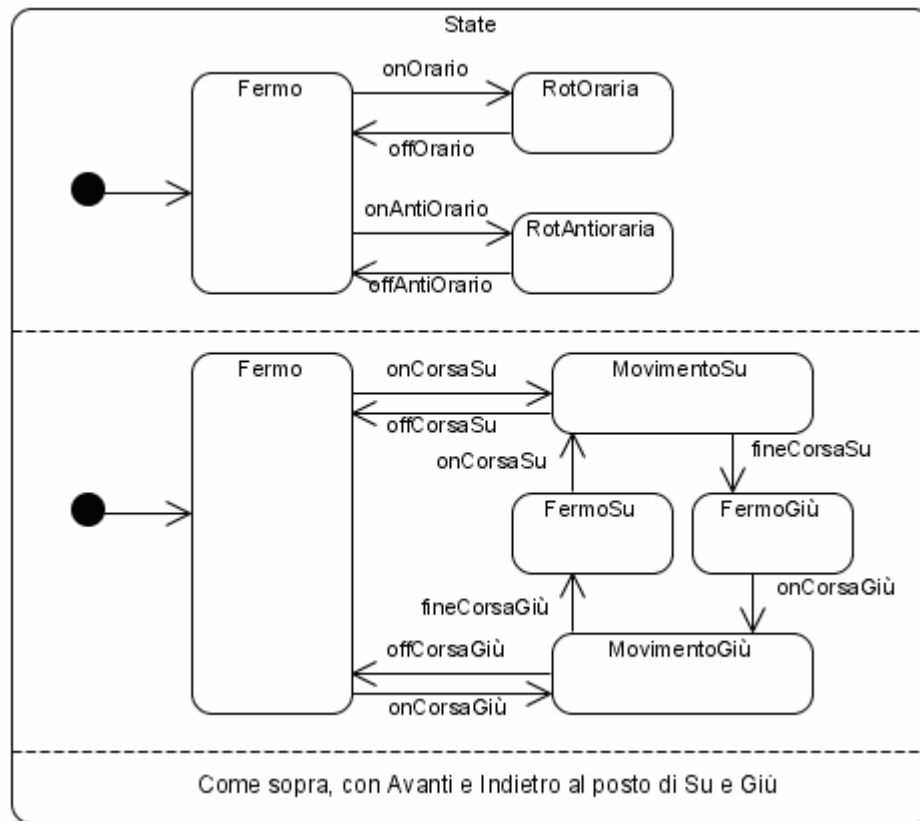 State
Fermo
onOrario
RotOraria
offOrario
onAntiOrario
RotAntioraria
offAntiOrario
Fermo
onCorsaSu
MovimentoSu
offCorsaSu
onCorsaSu
fineCorsaSu
FermoSu
FermoGiù
fineCorsaGiù
onCorsaGiù
offCorsaGiù
MovimentoGiù
onCorsaGiù
Come sopra, con Avanti e Indietro al posto di Su e Giù